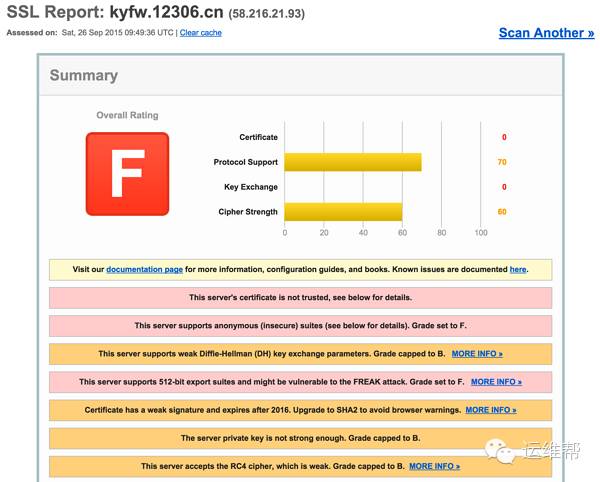 SSL Report: kyfw.12306.cn (58.216.21.93)
Assessed on: Sat, 26 Sep 2015 09:49:36 UTC | Clear cache
Scan Another »
Summary
Overall Rating
F
Certificate 0
Protocol Support 70
Key Exchange 0
Cipher Strength 60
0 20 40 60 80 100
Visit our documentation page for more information, configuration guides, and books. Known issues are documented here.
This server's certificate is not trusted, see below for details.
This server supports anonymous (insecure) suites (see below for details). Grade set to F.
This server supports weak Diffie-Hellman (DH) key exchange parameters. Grade capped to B. MORE INFO »
This server supports 512-bit export suites and might be vulnerable to the FREAK attack. Grade set to F. MORE INFO »
Certificate has a weak signature and expires after 2016. Upgrade to SHA2 to avoid browser warnings. MORE INFO »
The server private key is not strong enough. Grade capped to B.
This server accepts the RC4 cipher, which is weak. Grade capped to B. MORE INFO »
运维帮